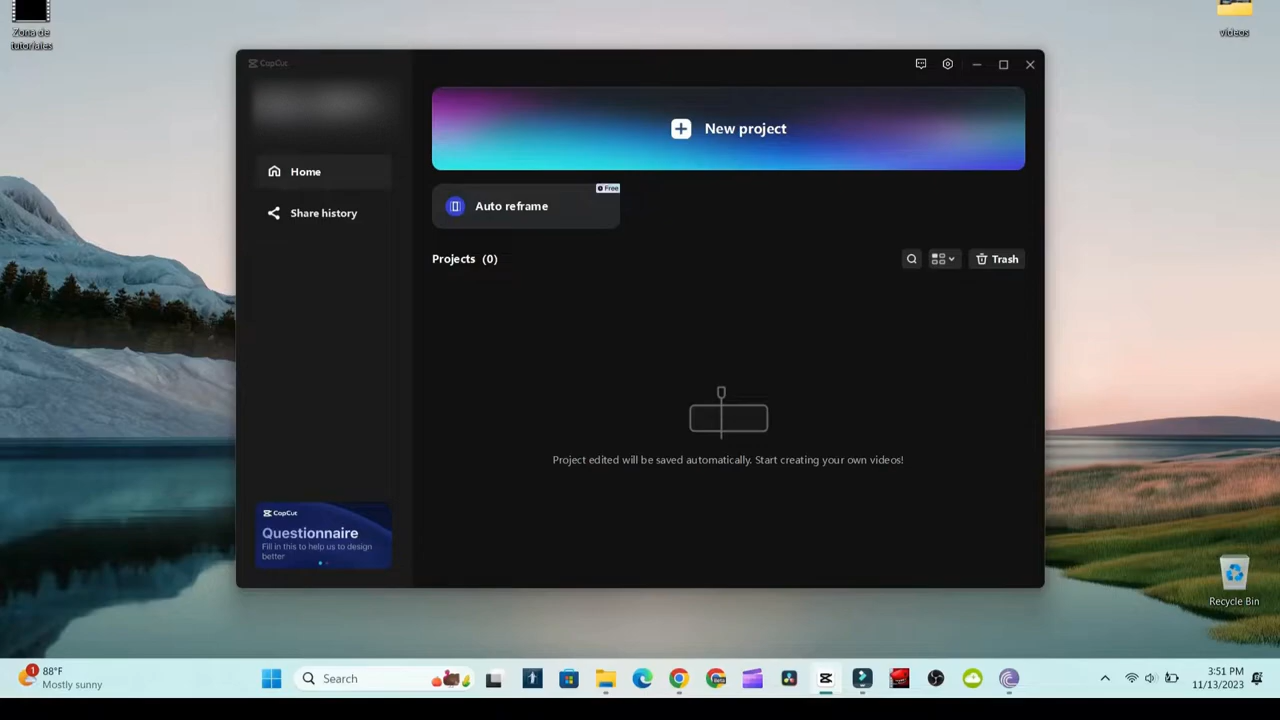 Zona de
tutoriales
videos
CapCut
New project
Home
Free
Auto reframe
Share history
Projects (0)
Trash
Project edited will be saved automatically. Start creating your own videos!
CapCut
Questionnaire
Fill in this to help us to design
better
Recycle Bin
1
88°F
Mostly sunny
Search
Beta
3:51 PM
11/13/2023